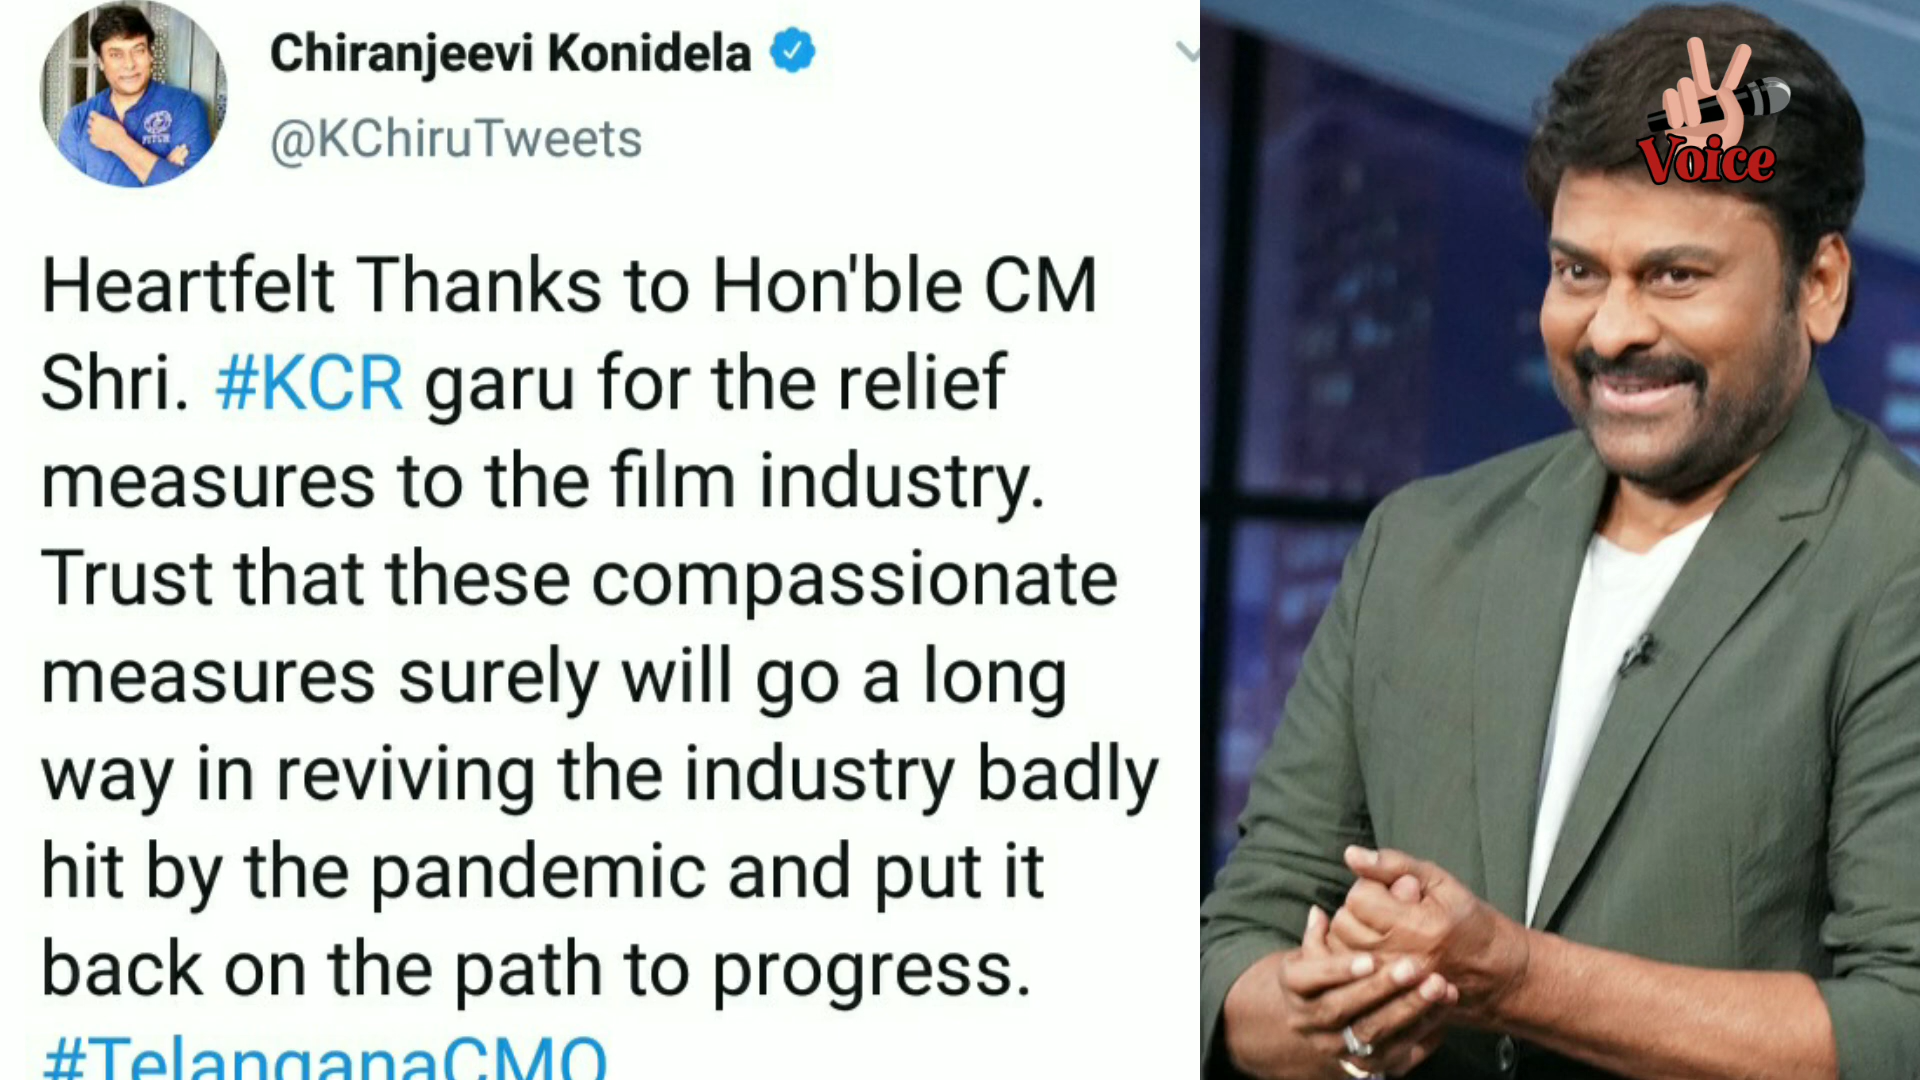 Chiranjeevi Konidela
@KChiruTweets
Heartfelt Thanks to Hon'ble CM
Shri. #KCR garu for the relief
measures to the film industry.
Trust that these compassionate
measures surely will go a long
way in reviving the industry badly
hit by the pandemic and put it
back on the path to progress.
#TelanganaCMO
Voice